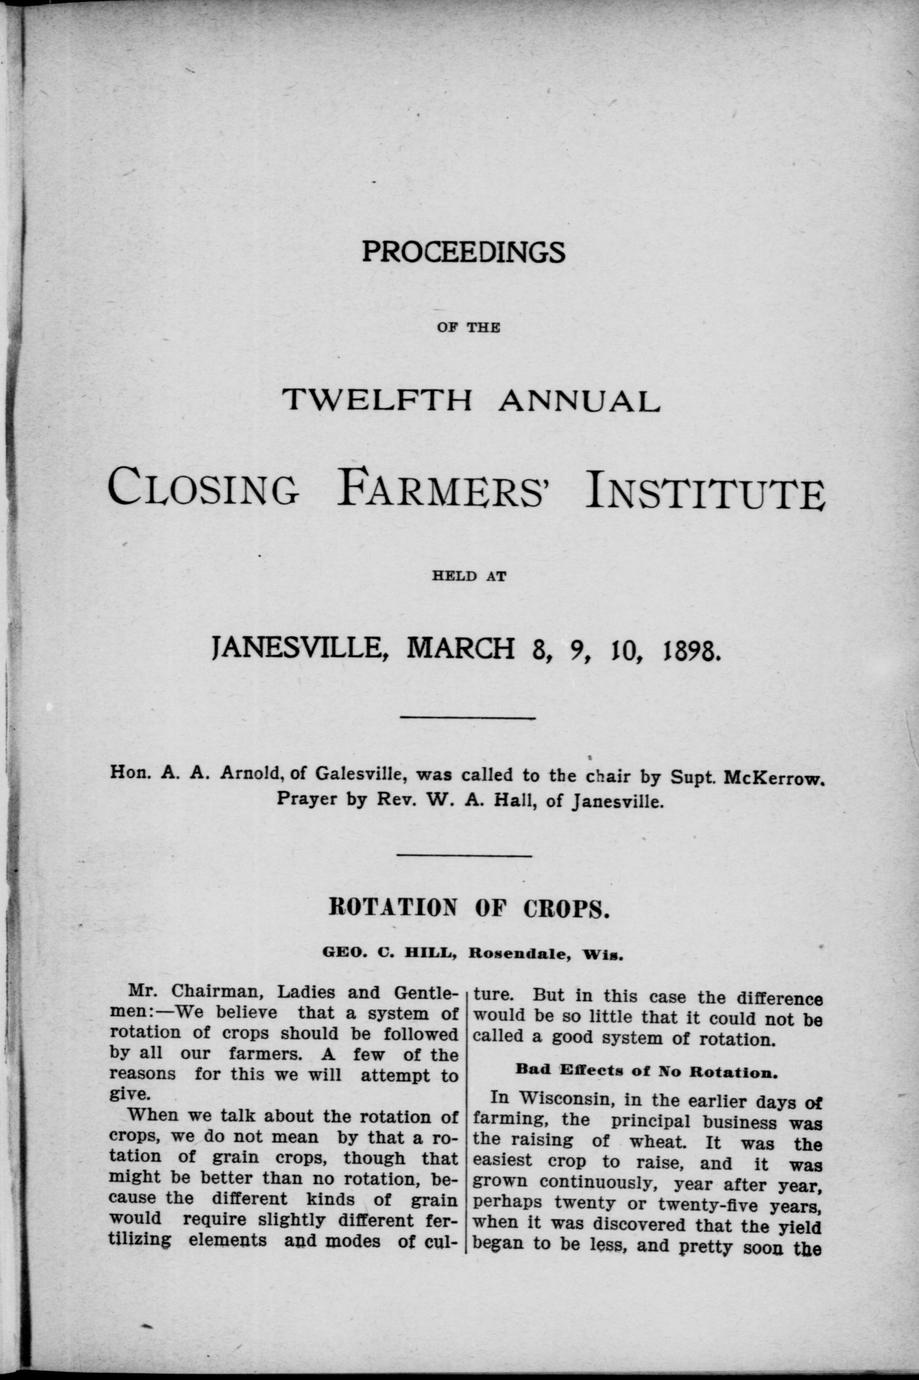 PROCEEDINGS
OF THE
TWELFTH ANNUAL
CLOSING FARMERS' INSTITUTE
HELD AT
JANESVILLE, MARCH 8, 9, 10, 1898.
Hon. A. A. Arnold, of Galesville, was called to the chair by Supt. McKerrow.
Prayer by Rev. W. A. Hall, of Janesville.
ROTATION OF CROPS.
GEO. C. HILL, Rosendale, Wis.
Mr. Chairman, Ladies and Gentle-
men:—We believe that a system of
rotation of crops should be followed
by all our farmers. A few of the
reasons for this we will attempt to
give.
When we talk about the rotation of
crops, we do not mean by that a ro-
tation of grain crops, though that
might be better than no rotation, be-
cause the different kinds of grain
would require slightly different fer-
tilizing elements and modes of cul-
ture. But in this case the difference
would be so little that it could not be
called a good system of rotation.
Bad Effects of No Rotation.
In Wisconsin, in the earlier days of
farming, the principal business was
the raising of wheat. It was the
easiest crop to raise, and it was
grown continuously, year after year,
perhaps twenty or twenty-five years,
when it was discovered that the yield
began to be less, and pretty soon the